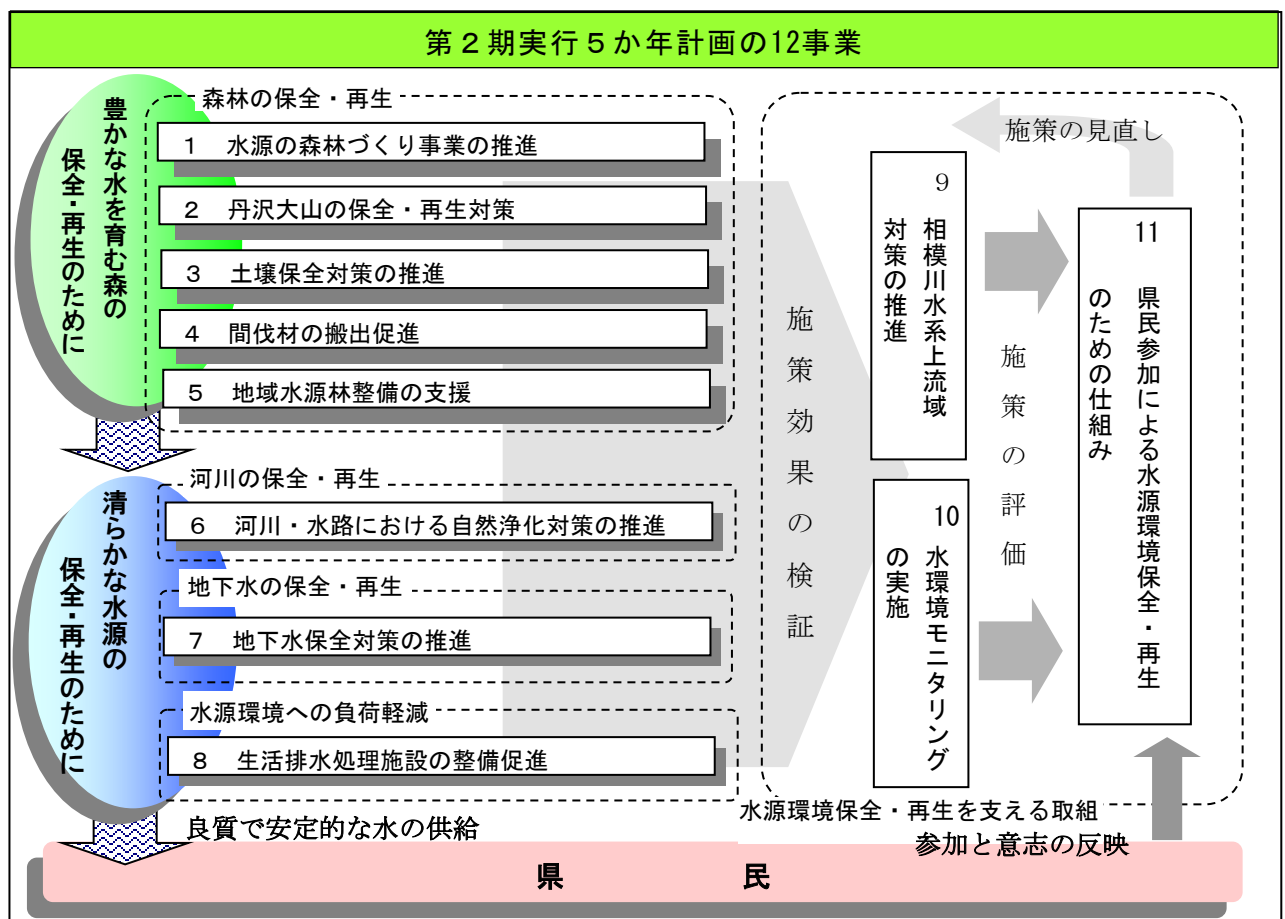 第２期実行５か年計画の12事業
豊かな水を育む森の
保全・再生のために
森林の保全・再生
1 水源の森林づくり事業の推進
2 丹沢大山の保全・再生対策
3 土壌保全対策の推進
4 間伐材の搬出促進
5 地域水源林整備の支援
清らかな水源の
保全・再生のために
河川の保全・再生
6 河川・水路における自然浄化対策の推進
地下水の保全・再生
7 地下水保全対策の推進
水源環境への負荷軽減
8 生活排水処理施設の整備促進
施策効果の検証
9 相模川水系上流域
対策の推進
10 水環境モニタリング
の実施
施策の評価
11 県民参加による水源環境保全・再生
のための仕組み
施策の見直し
水源環境保全・再生を支える取組
良質で安定的な水の供給
参加と意志の反映
県　民